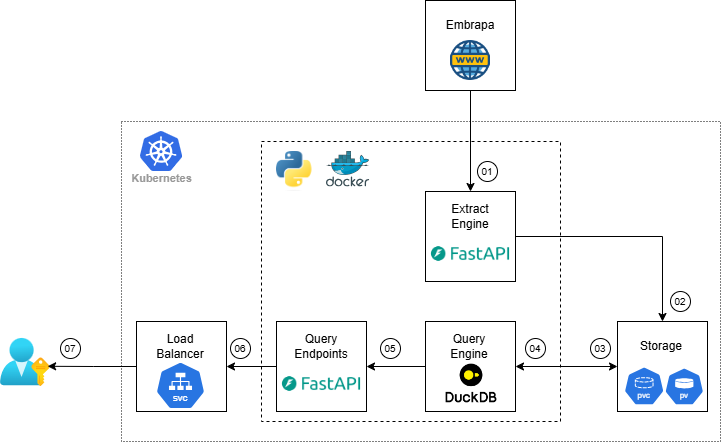 Embrapa
WWW
Kubernetes
docker
01
Extract
Engine
FastAPI
02
07
Load
Balancer
svc
06
Query
Endpoints
FastAPI
05
Query
Engine
DuckDB
04
03
Storage
pvc
pv